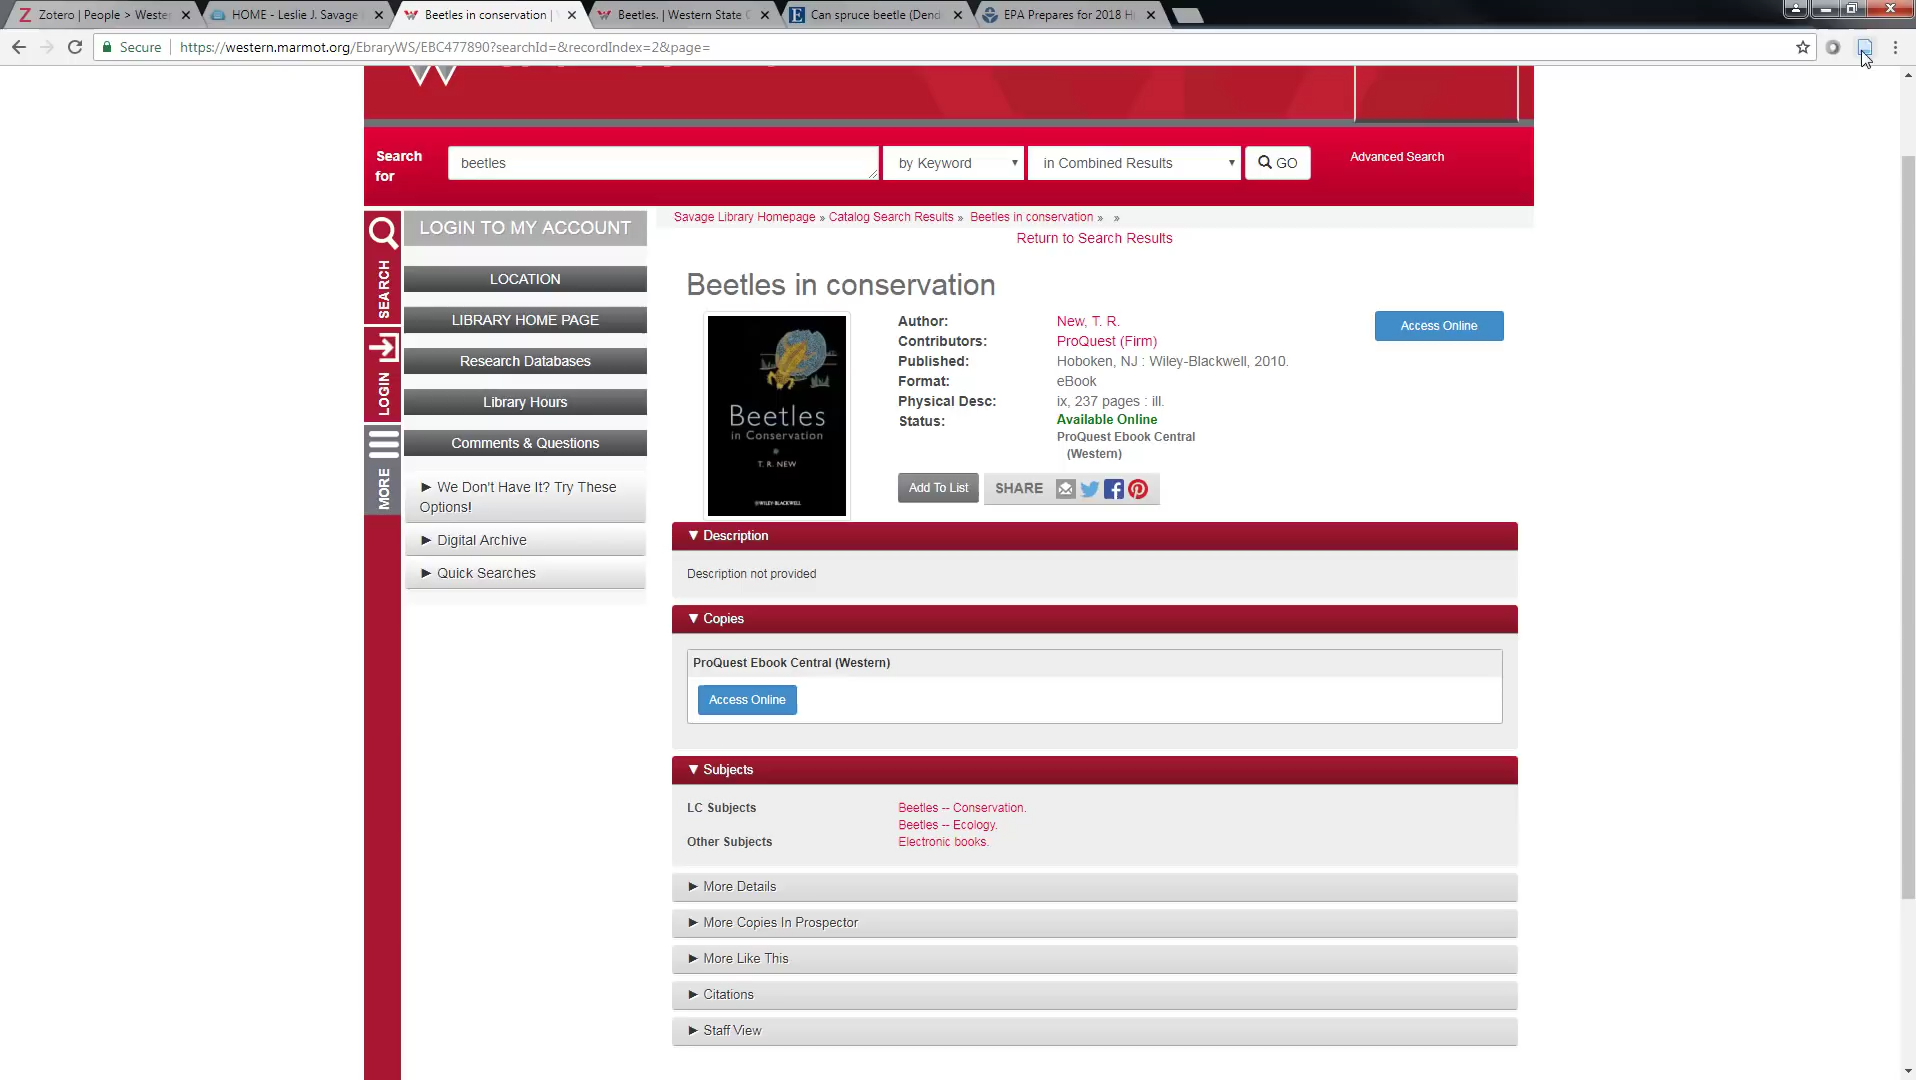 Zotero | People > Weste
HOME - Leslie J. Savage
Beetles in conservation |
Beetles. | Western State
Can spruce beetle (Dend
EPA Prepares for 2018 H
Secure
https://western.marmot.org/EbraryWS/EBC477890?searchId=&recordIndex=2&page=
Search for
beetles
by Keyword
in Combined Results
GO
Advanced Search
SEARCH
LOGIN
MORE
LOGIN TO MY ACCOUNT
LOCATION
LIBRARY HOME PAGE
Research Databases
Library Hours
Comments & Questions
We Don't Have It? Try These
Options!
Digital Archive
Quick Searches
Savage Library Homepage » Catalog Search Results » Beetles in conservation » »
Return to Search Results
Beetles in conservation
Beetles
in Conservation
T. R. NEW
WILEY-BLACKWELL
Author: New, T. R.
Contributors: ProQuest (Firm)
Published: Hoboken, NJ : Wiley-Blackwell, 2010.
Format: eBook
Physical Desc: ix, 237 pages : ill.
Status: Available Online
ProQuest Ebook Central
(Western)
Access Online
Add To List
SHARE
Description
Description not provided
Copies
ProQuest Ebook Central (Western)
Access Online
Subjects
LC Subjects Beetles -- Conservation.
Beetles -- Ecology.
Other Subjects Electronic books.
More Details
More Copies In Prospector
More Like This
Citations
Staff View